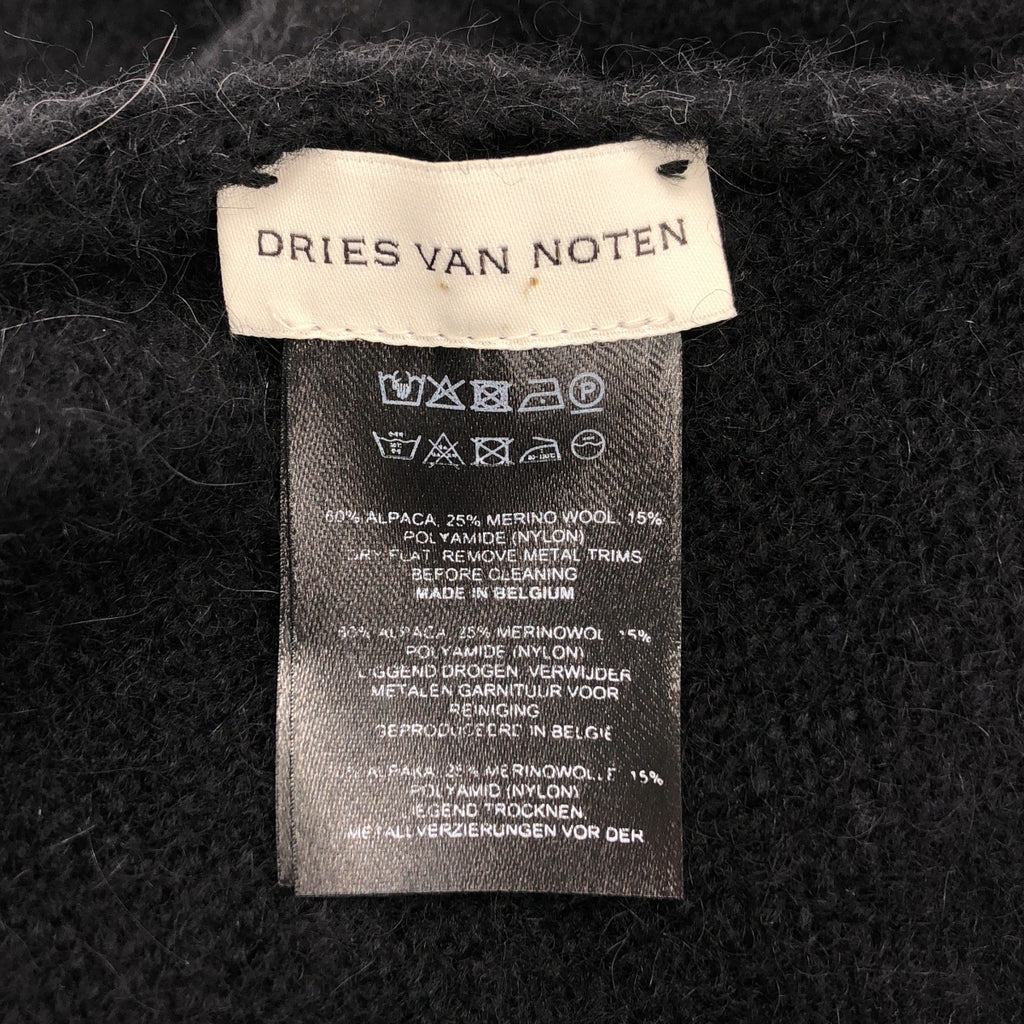 DRIES VAN NOTEN
P
60% ALPACA, 25% MERINO WOOL, 15%
POLYAMIDE (NYLON)
DRY FLAT. REMOVE METAL TRIMS
BEFORE CLEANING
MADE IN BELGIUM
60% ALPACA, 25% MERINOWOL, 15%
POLYAMIDE (NYLON)
LIGGEND DROGEN. VERWIJDER
METALEN GARNITUUR VOOR
REINIGING
GEPRODUCEERD IN BELGIË
ALPAKA, 25% MERINOWOLLE, 15%
POLYAMID (NYLON)
LIEGEND TROCKNEN.
METALLVERZIERUNGEN VOR DER